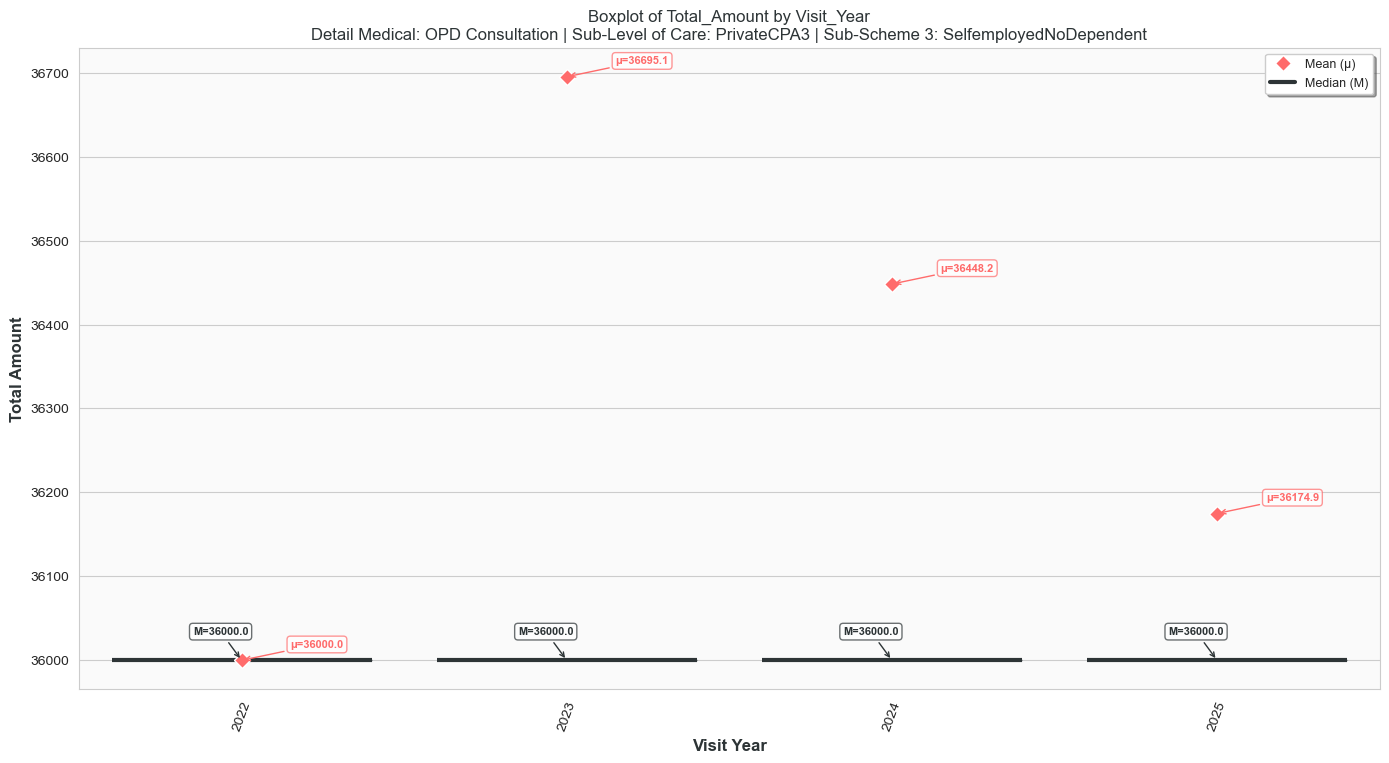 Boxplot of Total_Amount by Visit_Year
Detail Medical: OPD Consultation | Sub-Level of Care: PrivateCPA3 | Sub-Scheme 3: SelfemployedNoDependent
Mean (μ)
Median (M)
Total Amount
36700
36600
36500
36400
36300
36200
36100
36000
μ=36695.1
μ=36448.2
μ=36174.9
M=36000.0
μ=36000.0
M=36000.0
M=36000.0
M=36000.0
2022
2023
2024
2025
Visit Year